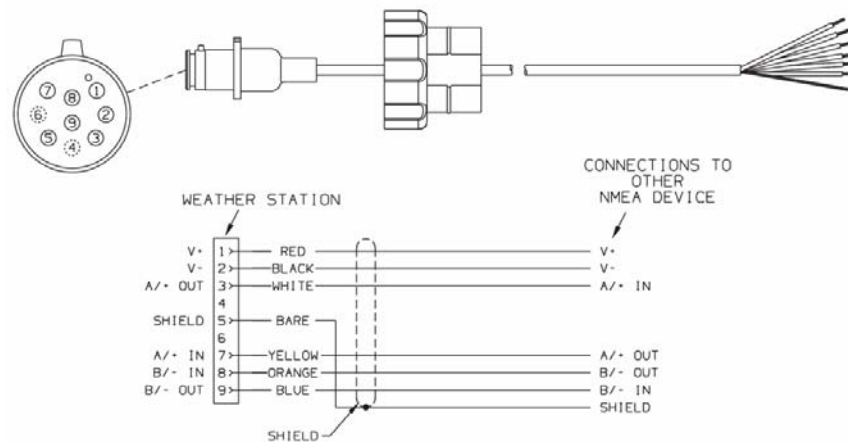 7
8
1
6
9
2
5
4
3
WEATHER STATION
CONNECTIONS TO
OTHER
NMEA DEVICE
V+ 1 RED V+
V- 2 BLACK V-
A/+ OUT 3 WHITE A/+ IN
4
SHIELD 5 BARE
6
A/+ IN 7 YELLOW A/+ OUT
B/- IN 8 ORANGE B/- OUT
B/- OUT 9 BLUE B/- IN
SHIELD
SHIELD